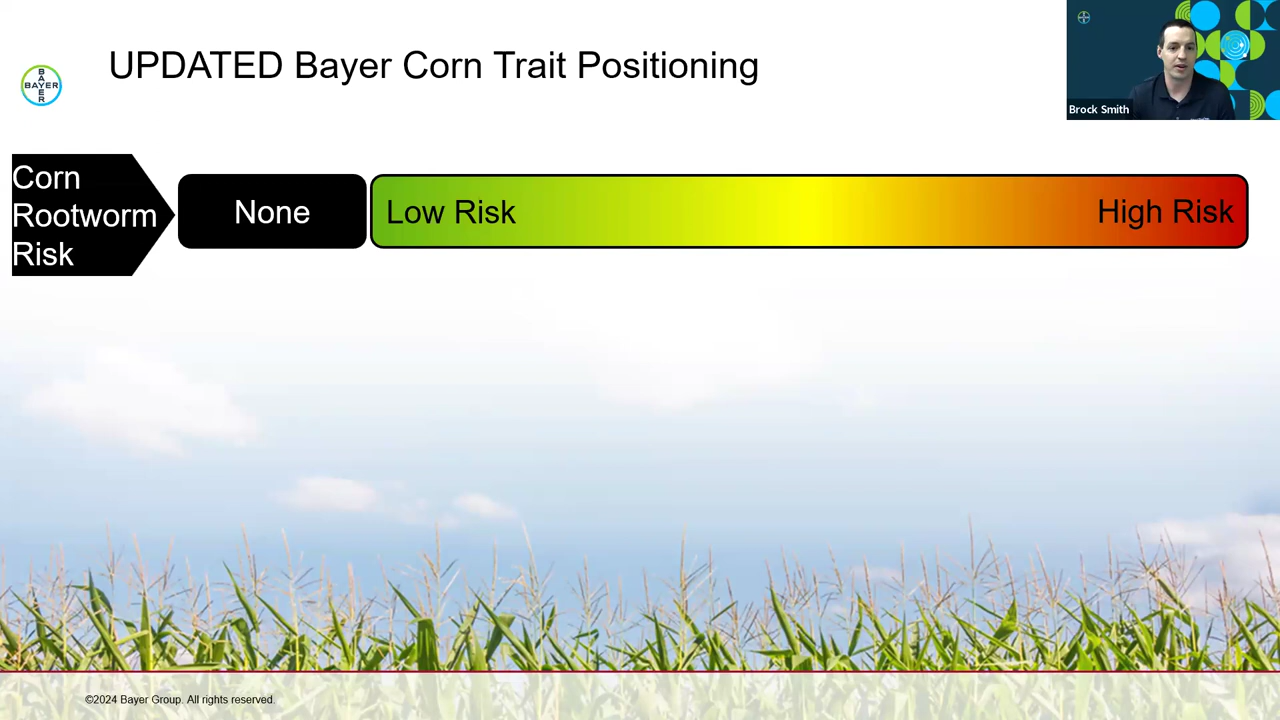 UPDATED Bayer Corn Trait Positioning
BAYER
BAYER
Brock Smith
Corn
Rootworm
Risk
None
Low Risk
High Risk
©2024 Bayer Group. All rights reserved.